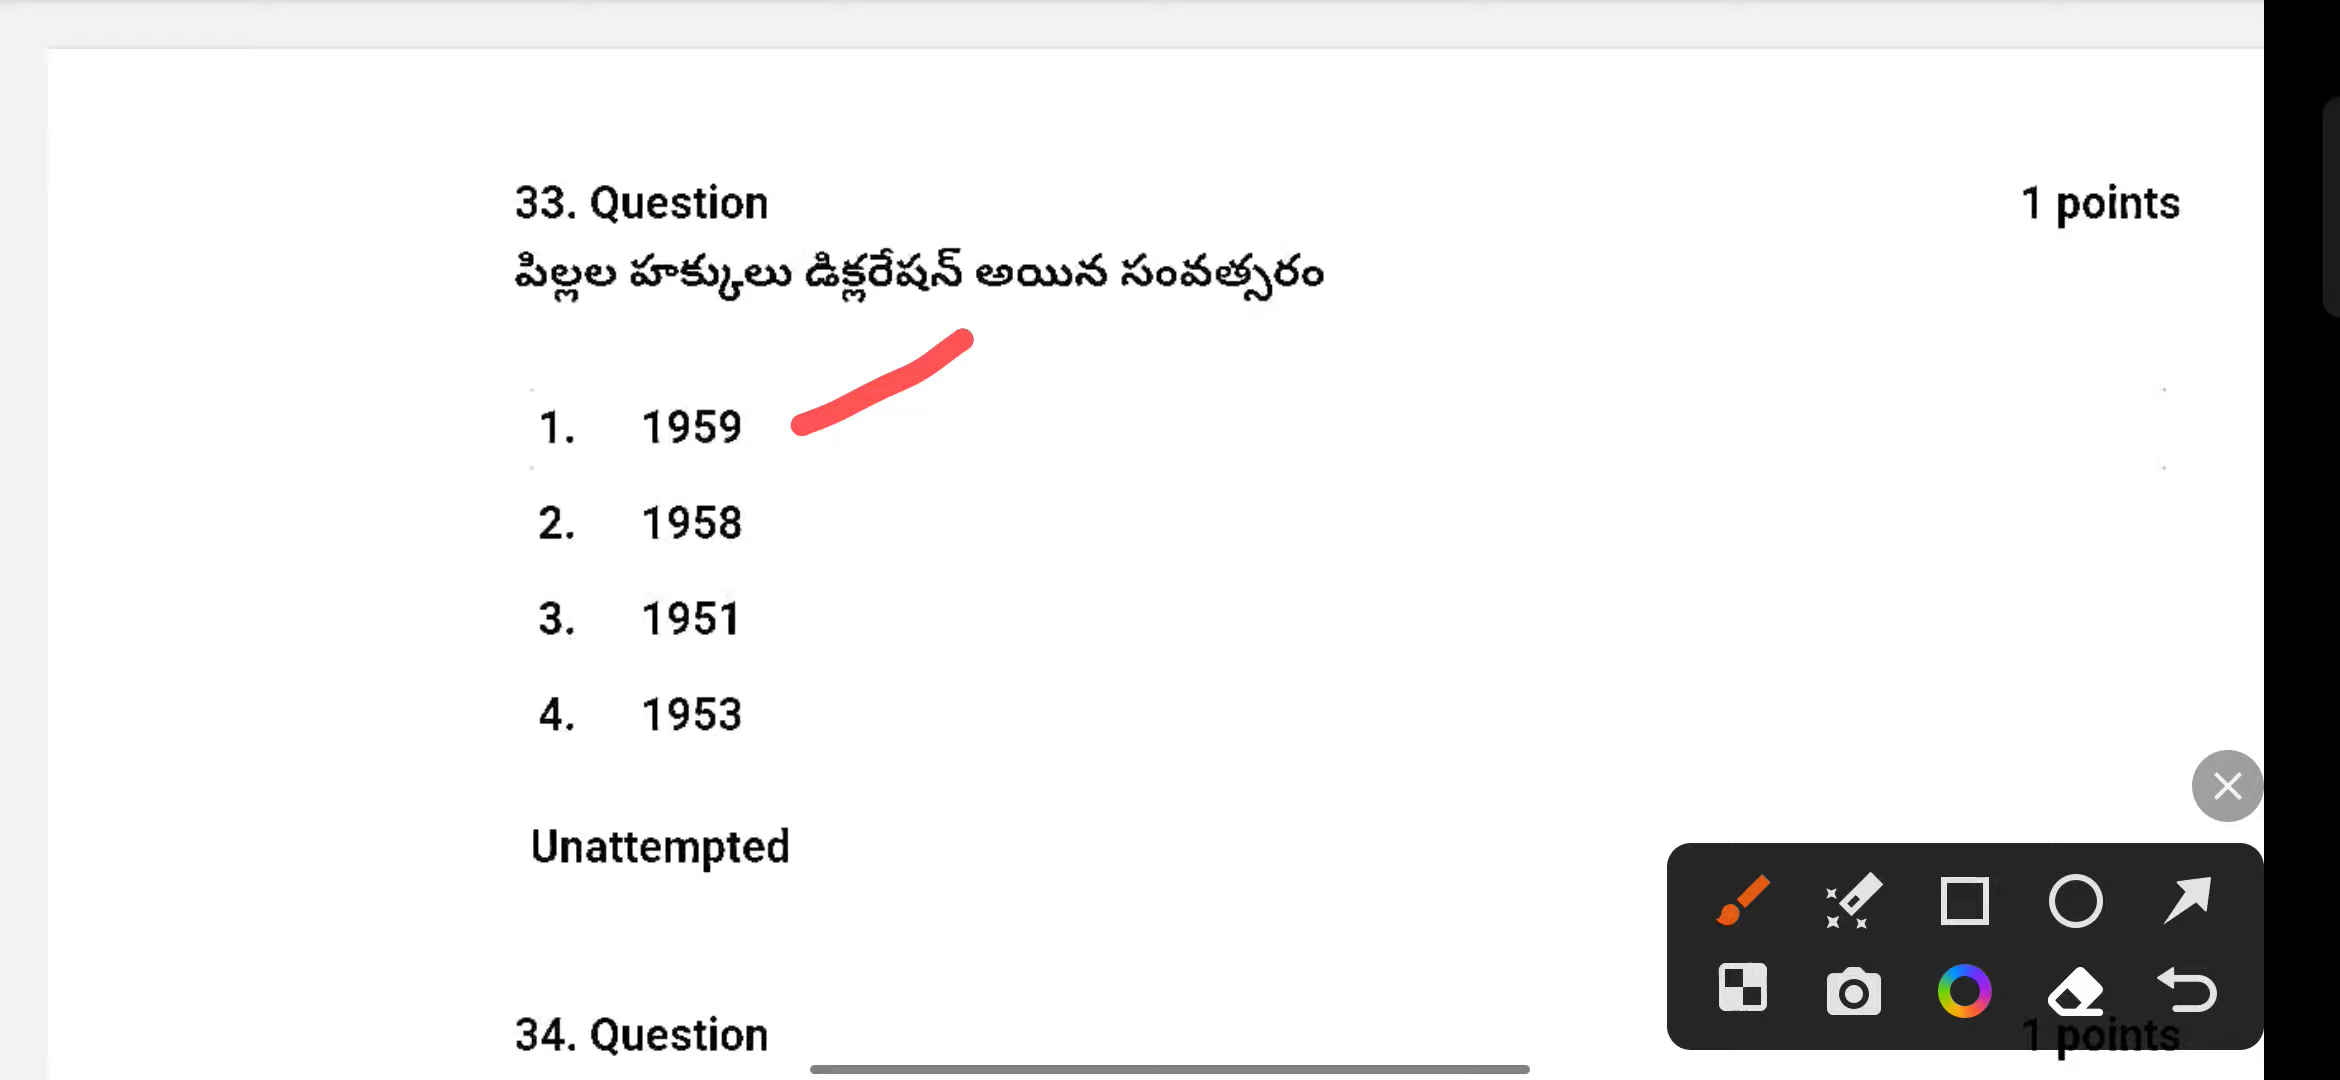 33. Question
1 points
పిల్లల హక్కులు డిక్లరేషన్ అయిన సంవత్సరం
1. 1959
2. 1958
3. 1951
4. 1953
Unattempted
34. Question
1 points